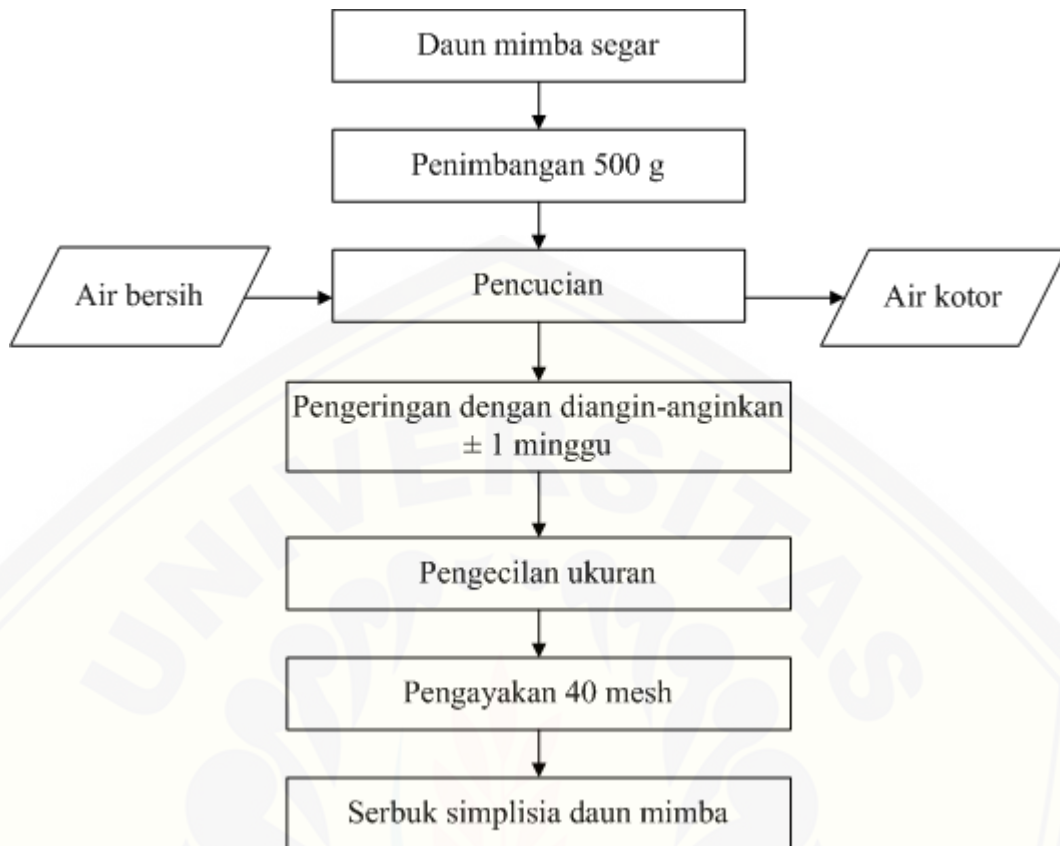 Daun mimba segar
Penimbangan 500 g
Air bersih
Pencucian
Air kotor
Pengeringan dengan diangin-anginkan
± 1 minggu
Pengecilan ukuran
Pengayakan 40 mesh
Serbuk simplisia daun mimba
UNIVERSITAS